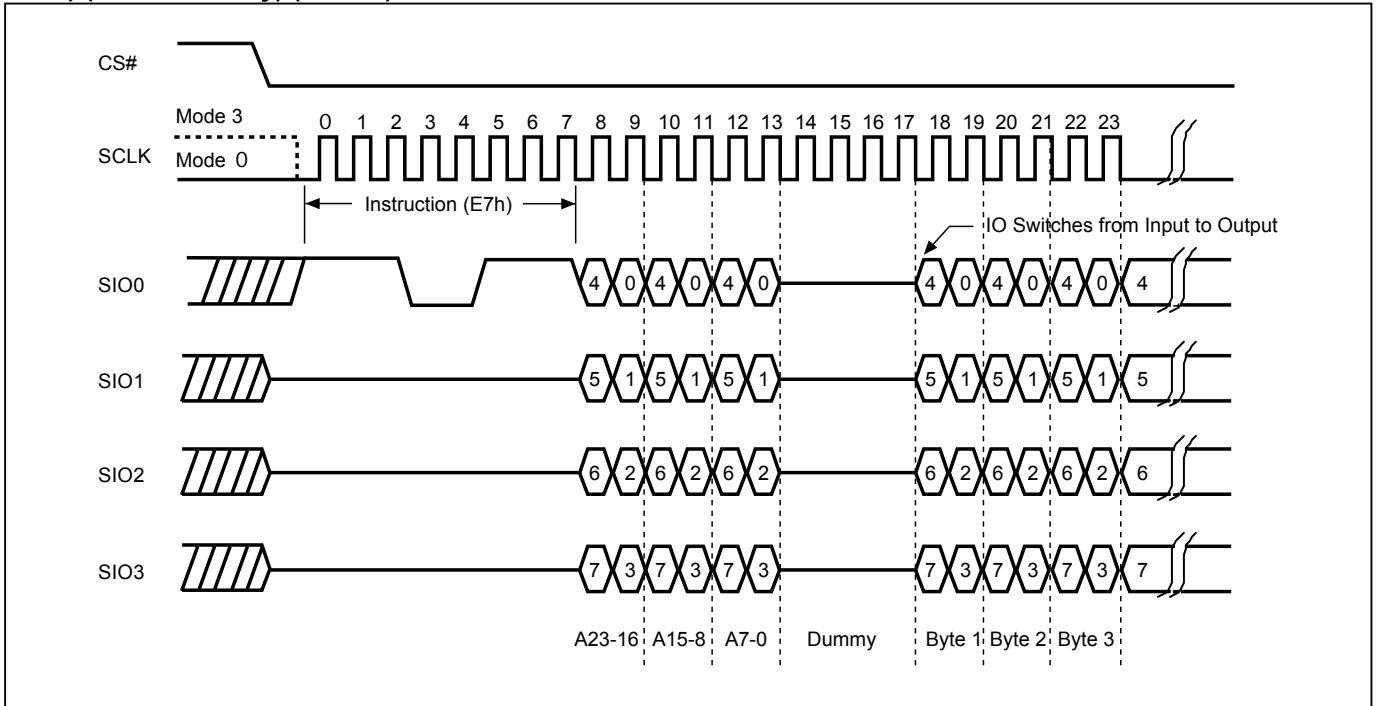 CS#
Mode 3
0 1 2 3 4 5 6 7 8 9 10 11 12 13 14 15 16 17 18 19 20 21 22 23
SCLK
Mode 0
Instruction (E7h)
IO Switches from Input to Output
SIO0
4 0 4 0 4 0 4 0 4 0 4 0 4
SIO1
5 1 5 1 5 1 5 1 5 1 5 1 5
SIO2
6 2 6 2 6 2 6 2 6 2 6 2 6
SIO3
7 3 7 3 7 3 7 3 7 3 7 3 7
A23-16 A15-8 A7-0 Dummy Byte 1 Byte 2 Byte 3